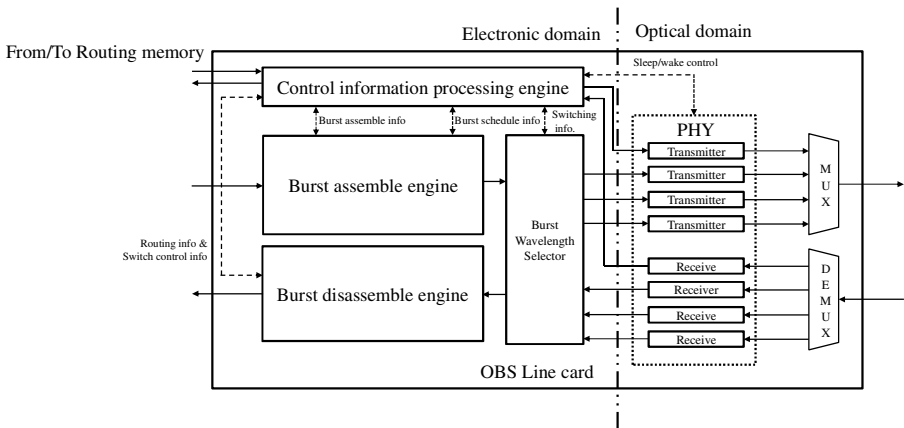 Electronic domain
Optical domain
From/To Routing memory
Sleep/wake control
Control information processing engine
Burst assemble info
Burst schedule info
Switching
info.
PHY
Transmitter
Transmitter
Transmitter
Transmitter
MUX
Burst assemble engine
Burst
Wavelength
Selector
Routing info &
Switch control info
Burst disassemble engine
Receive
Receiver
Receive
Receive
DEMUX
OBS Line card